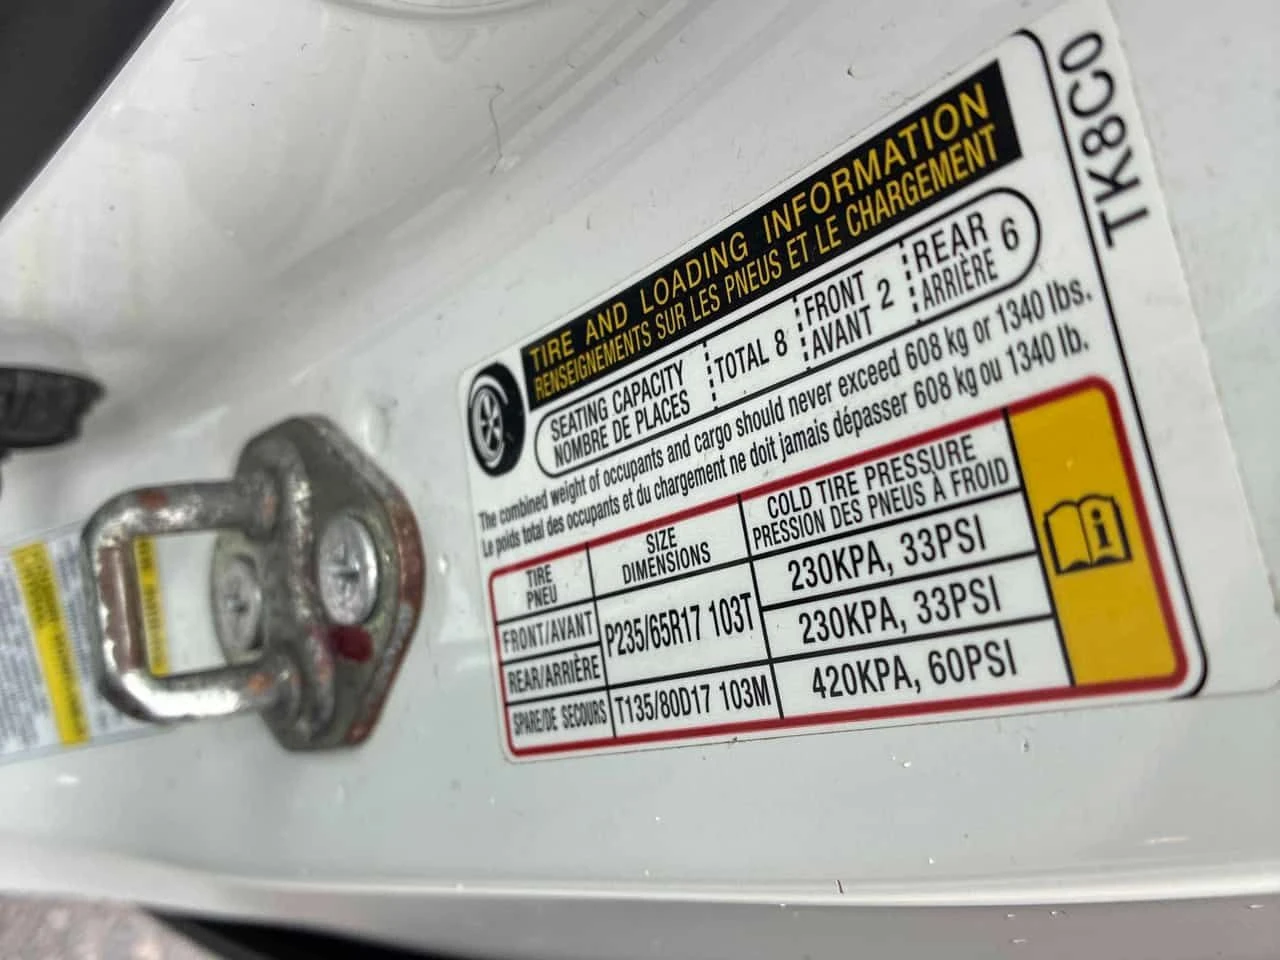 TK8C0
TIRE AND LOADING INFORMATION
RENSEIGNEMENTS SUR LES PNEUS ET LE CHARGEMENT
SEATING CAPACITY
NOMBRE DE PLACES
TOTAL 8
FRONT
AVANT
2
REAR
ARRIÈRE
6
The combined weight of occupants and cargo should never exceed 608 kg or 1340 lbs.
Le poids total des occupants et du chargement ne doit jamais dépasser 608 kg ou 1340 lb.
TIRE
PNEU
SIZE
DIMENSIONS
COLD TIRE PRESSURE
PRESSION DES PNEUS À FROID
FRONT/AVANT
P235/65R17 103T
230KPA, 33PSI
REAR/ARRIÈRE
230KPA, 33PSI
SPARE/DE SECOURS
T135/80D17 103M
420KPA, 60PSI